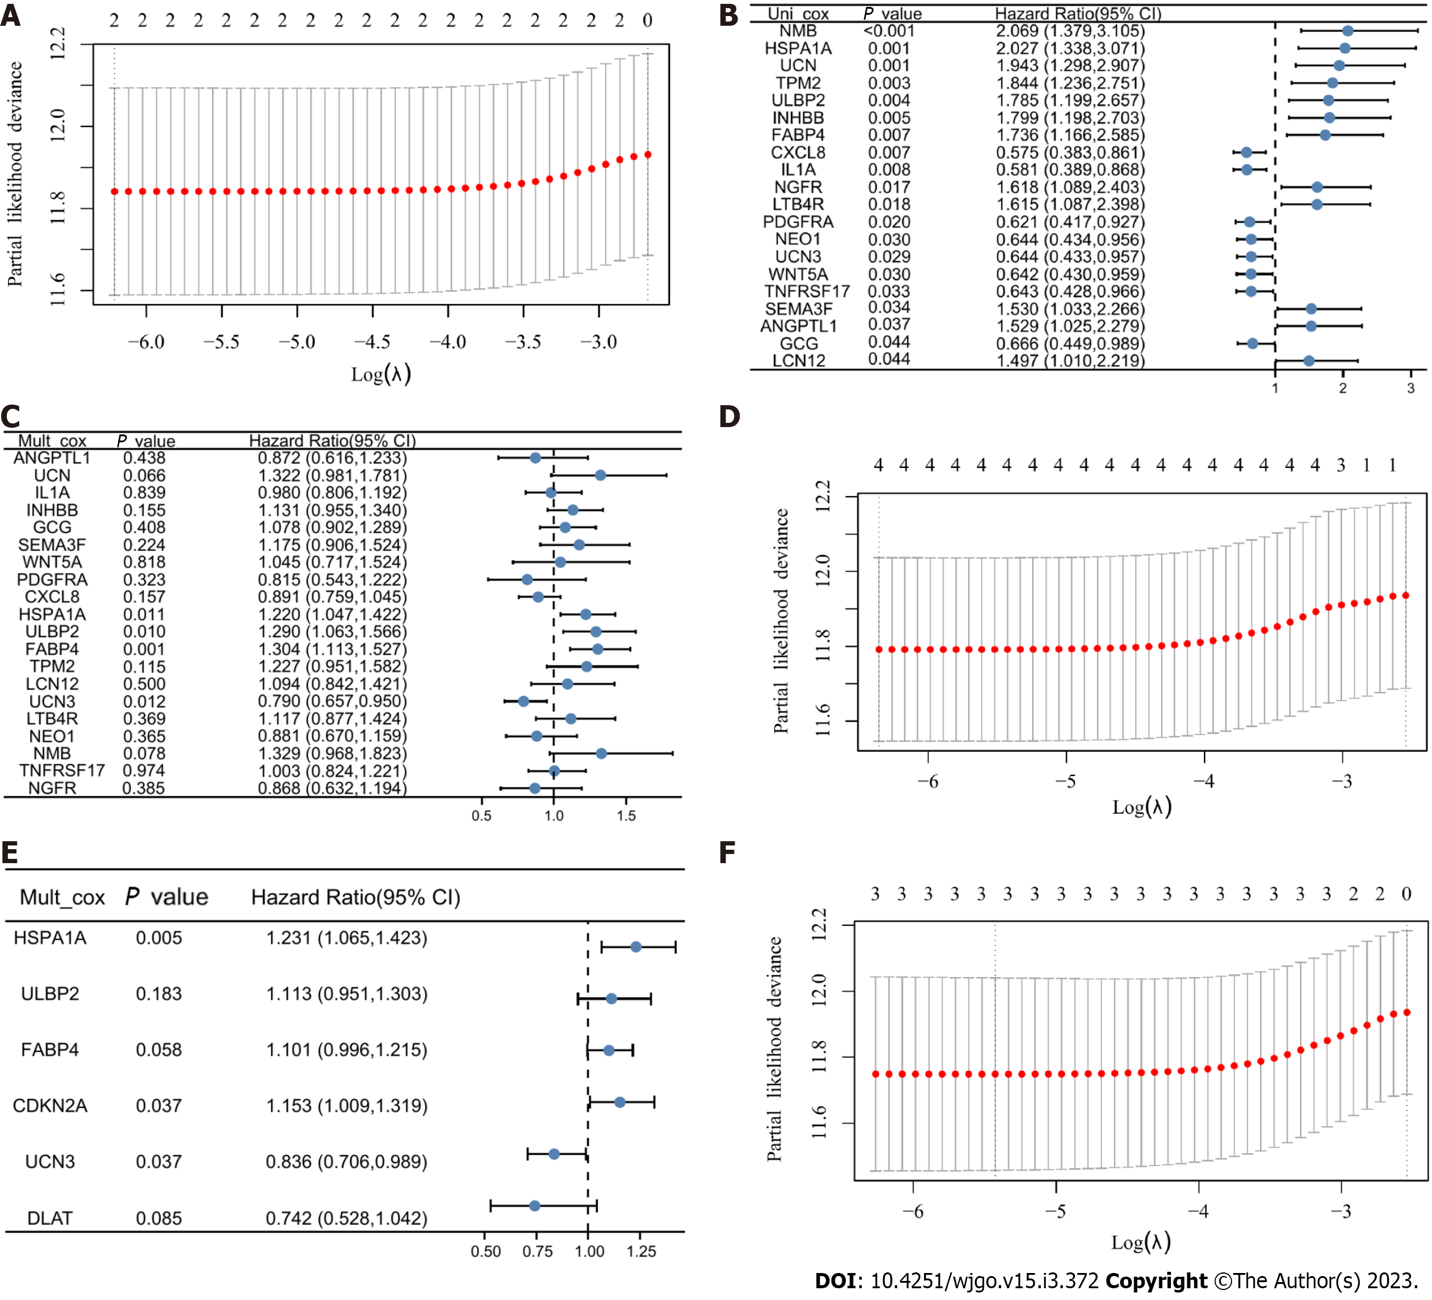 A
2 2 2 2 2 2 2 2 2 2 2 2 2 2 2 2 2 2 2 0
12.2
12.0
11.8
11.6
Partial likelihood deviance
−6.0 −5.5 −5.0 −4.5 −4.0 −3.5 −3.0
Log(λ)
B
Uni_cox P value Hazard Ratio(95% CI)
NMB <0.001 2.069 (1.379,3.105)
HSPA1A 0.001 2.027 (1.338,3.071)
UCN 0.001 1.943 (1.298,2.907)
TPM2 0.003 1.844 (1.236,2.751)
ULBP2 0.004 1.785 (1.199,2.657)
INHBB 0.005 1.799 (1.198,2.703)
FABP4 0.007 1.736 (1.166,2.585)
CXCL8 0.007 0.575 (0.383,0.861)
IL1A 0.008 0.581 (0.389,0.868)
NGFR 0.017 1.618 (1.089,2.403)
LTB4R 0.018 1.615 (1.087,2.398)
PDGFRA 0.020 0.621 (0.417,0.927)
NEO1 0.030 0.644 (0.434,0.956)
UCN3 0.029 0.644 (0.433,0.957)
WNT5A 0.030 0.642 (0.430,0.959)
TNFRSF17 0.033 0.643 (0.428,0.966)
SEMA3F 0.034 1.530 (1.033,2.266)
ANGPTL1 0.037 1.529 (1.025,2.279)
GCG 0.044 0.666 (0.449,0.989)
LCN12 0.044 1.497 (1.010,2.219)
1 2 3
C
Mult_cox P value Hazard Ratio(95% CI)
ANGPTL1 0.438 0.872 (0.616,1.233)
UCN 0.066 1.322 (0.981,1.781)
IL1A 0.839 0.980 (0.806,1.192)
INHBB 0.155 1.131 (0.955,1.340)
GCG 0.408 1.078 (0.902,1.289)
SEMA3F 0.224 1.175 (0.906,1.524)
WNT5A 0.818 1.045 (0.717,1.524)
PDGFRA 0.323 0.815 (0.543,1.222)
CXCL8 0.157 0.891 (0.759,1.045)
HSPA1A 0.011 1.220 (1.047,1.422)
ULBP2 0.010 1.290 (1.063,1.566)
FABP4 0.001 1.304 (1.113,1.527)
TPM2 0.115 1.227 (0.951,1.582)
LCN12 0.500 1.094 (0.842,1.421)
UCN3 0.012 0.790 (0.657,0.950)
LTB4R 0.369 1.117 (0.877,1.424)
NEO1 0.365 0.881 (0.670,1.159)
NMB 0.078 1.329 (0.968,1.823)
TNFRSF17 0.974 1.003 (0.824,1.221)
NGFR 0.385 0.868 (0.632,1.194)
0.5 1.0 1.5
D
4 4 4 4 4 4 4 4 4 4 4 4 4 4 4 4 4 4 3 1 1
12.2
12.0
11.8
11.6
Partial likelihood deviance
−6 −5 −4 −3
Log(λ)
E
Mult_cox P value Hazard Ratio(95% CI)
HSPA1A 0.005 1.231 (1.065,1.423)
ULBP2 0.183 1.113 (0.951,1.303)
FABP4 0.058 1.101 (0.996,1.215)
CDKN2A 0.037 1.153 (1.009,1.319)
UCN3 0.037 0.836 (0.706,0.989)
DLAT 0.085 0.742 (0.528,1.042)
0.50 0.75 1.00 1.25
F
3 3 3 3 3 3 3 3 3 3 3 3 3 3 3 3 3 3 2 2 0
12.2
12.0
11.8
11.6
Partial likelihood deviance
−6 −5 −4 −3
Log(λ)
DOI: 10.4251/wjgo.v15.i3.372 Copyright ©The Author(s) 2023.